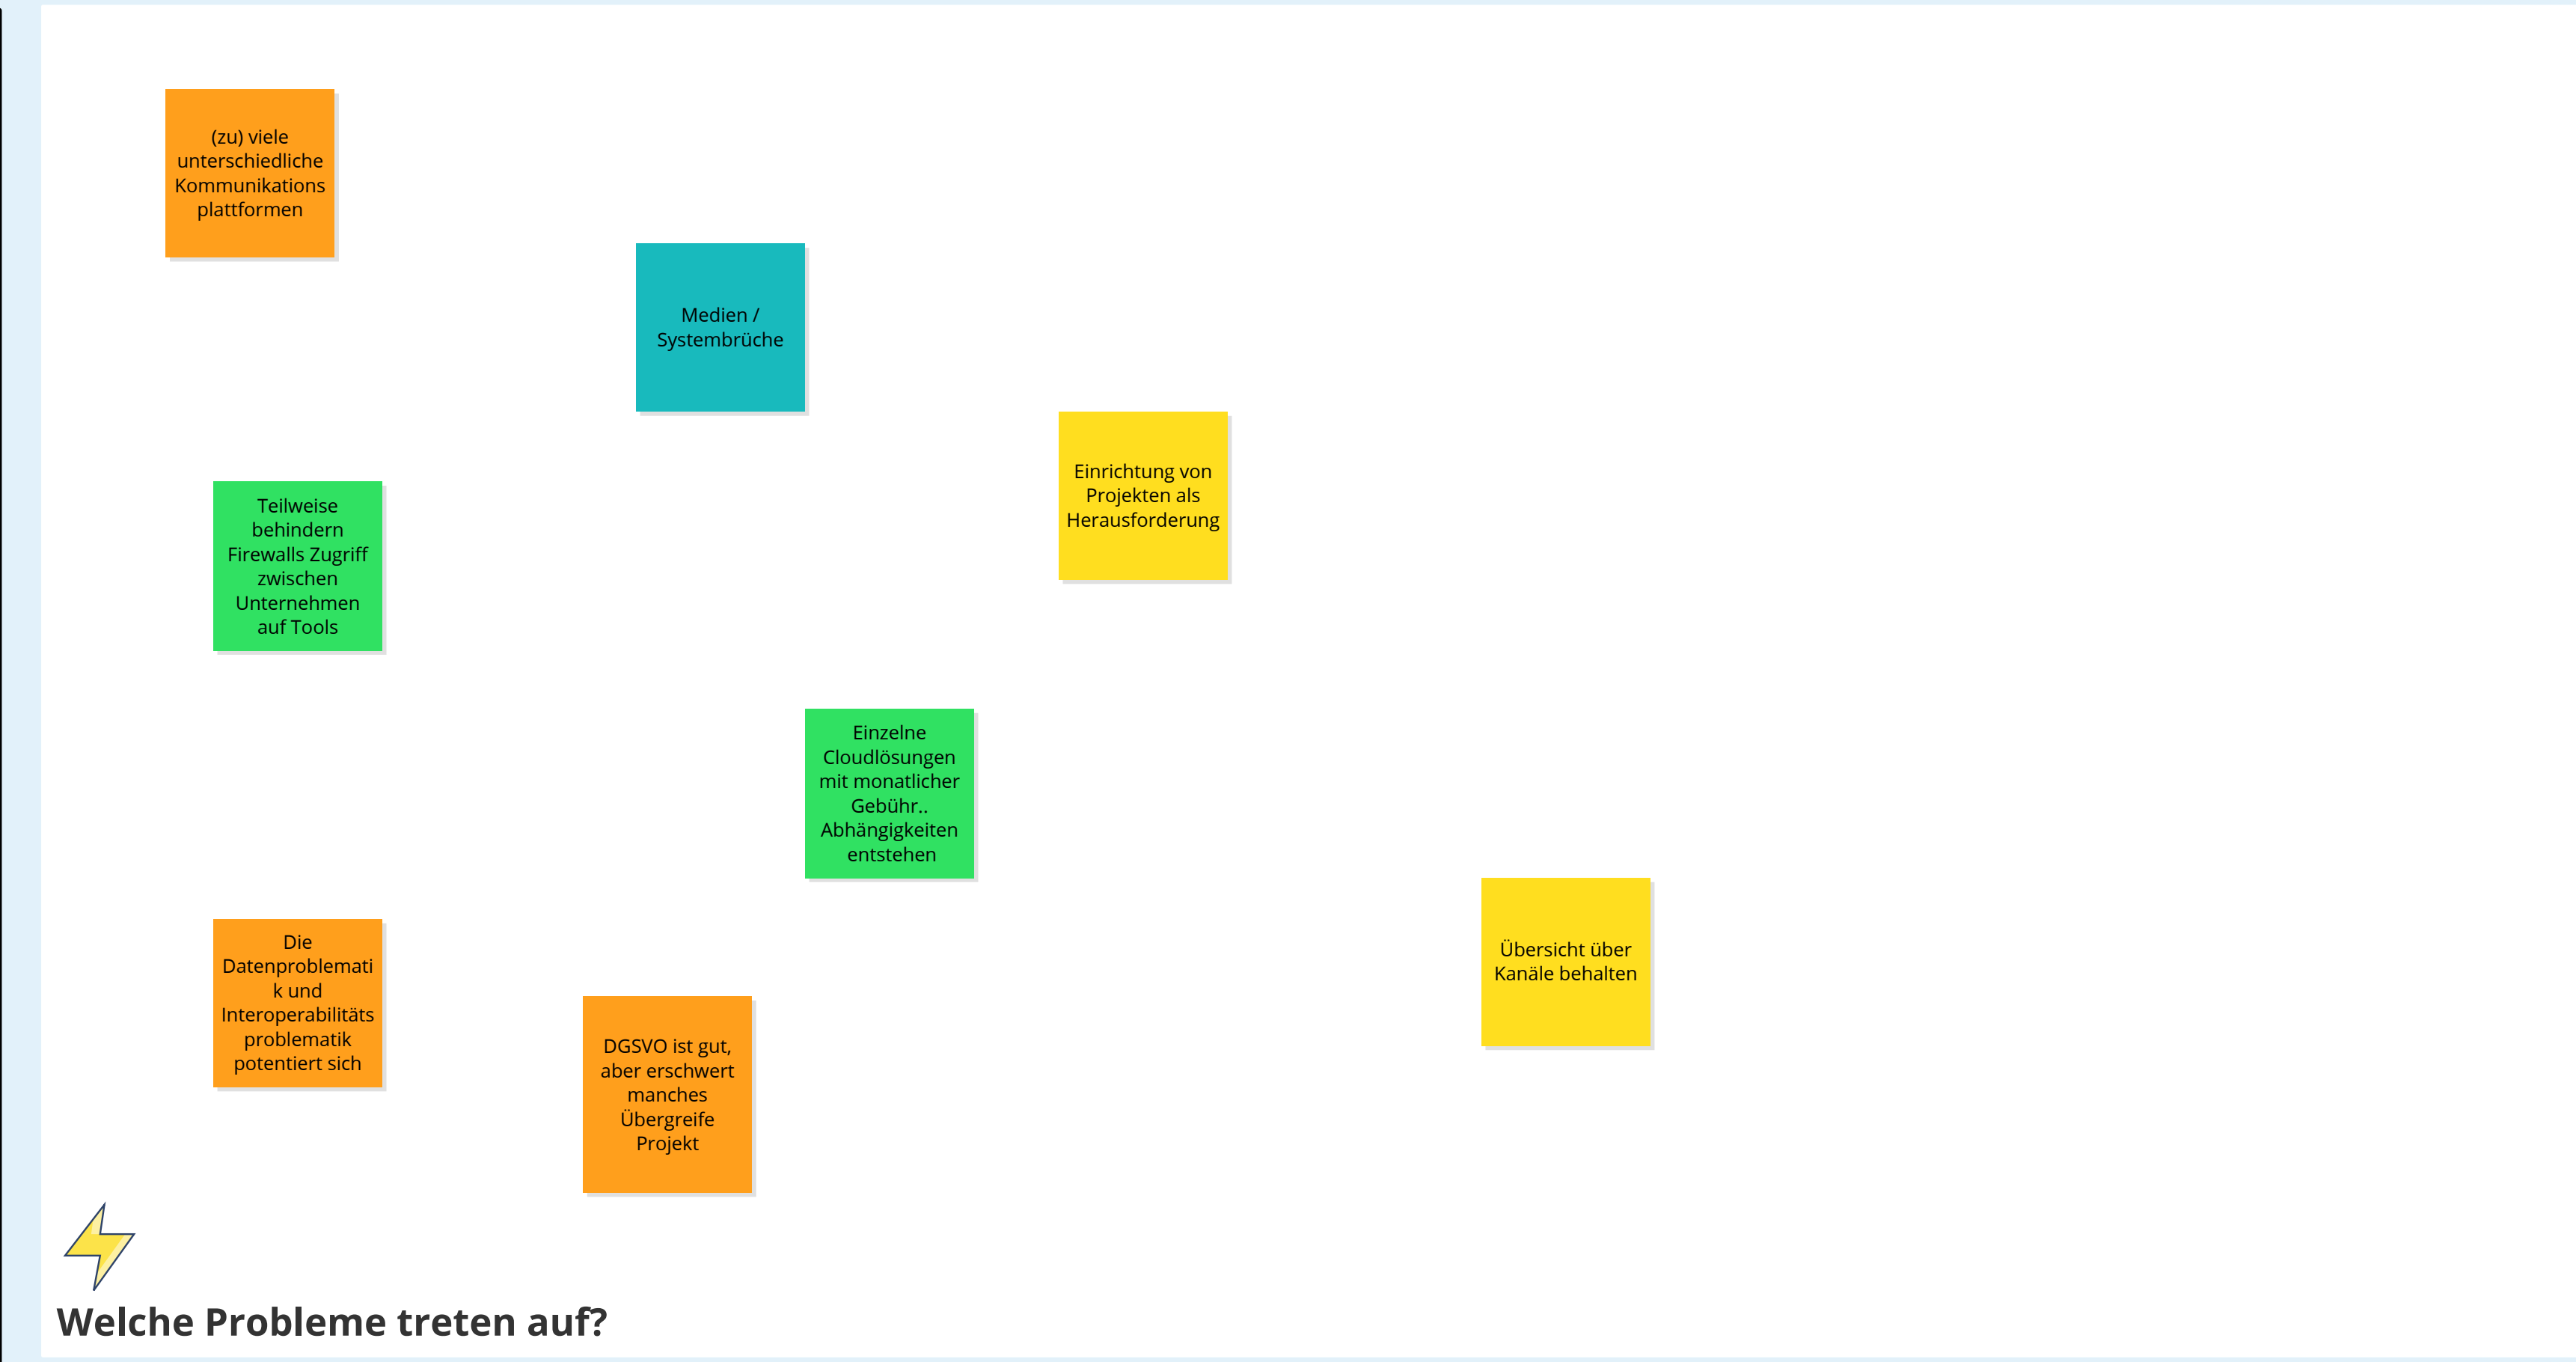 (zu) viele
unterschiedliche
Kommunikations
plattformen
Medien /
Systembrüche
Einrichtung von
Projekten als
Herausforderung
Teilweise
behindern
Firewalls Zugriff
zwischen
Unternehmen
auf Tools
Einzelne
Cloudlösungen
mit monatlicher
Gebühr..
Abhängigkeiten
entstehen
Übersicht über
Kanäle behalten
Die
Datenproblemati
k und
Interoperabilitäts
problematik
potentiert sich
DGSVO ist gut,
aber erschwert
manches
Übergreife
Projekt
Welche Probleme treten auf?